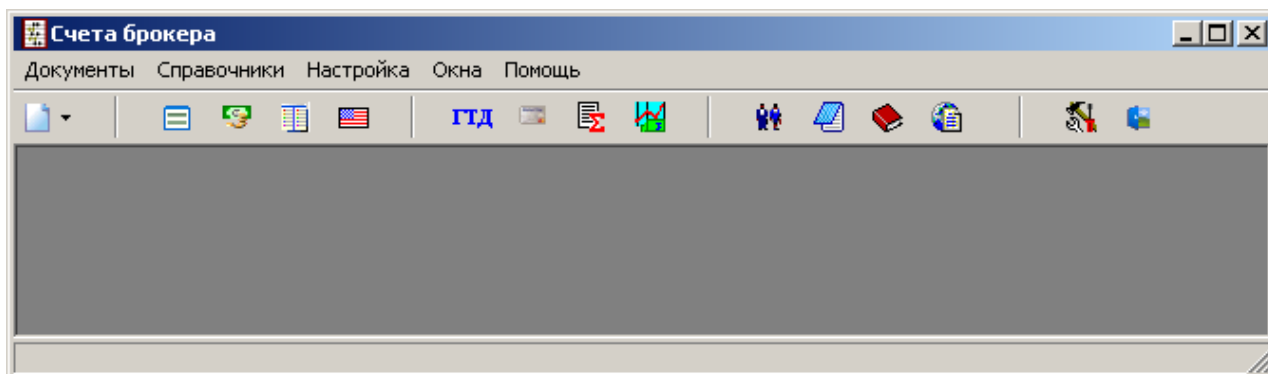 Счета брокера
Документы Справочники Настройка Окна Помощь
ГТД